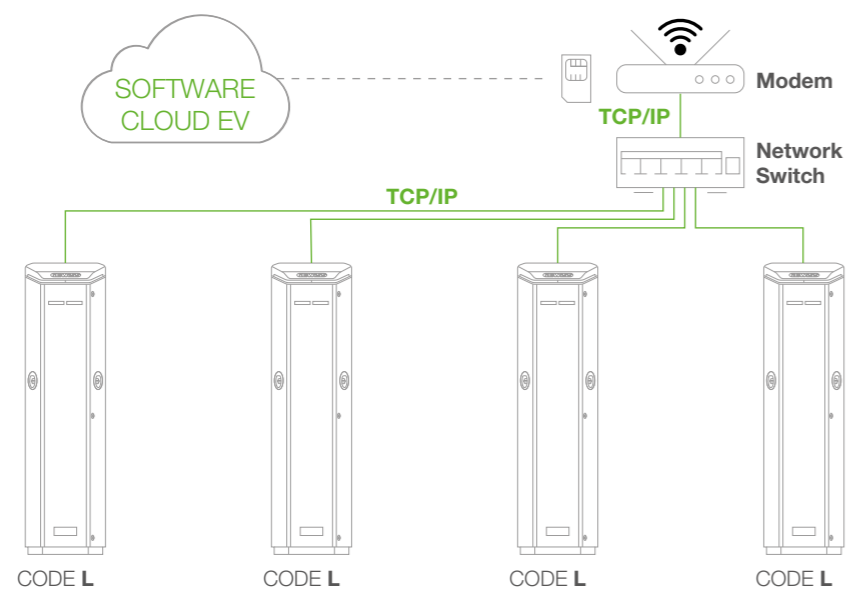 SOFTWARE
CLOUD EV
Modem
TCP/IP
Network
Switch
TCP/IP
CODE L
CODE L
CODE L
CODE L